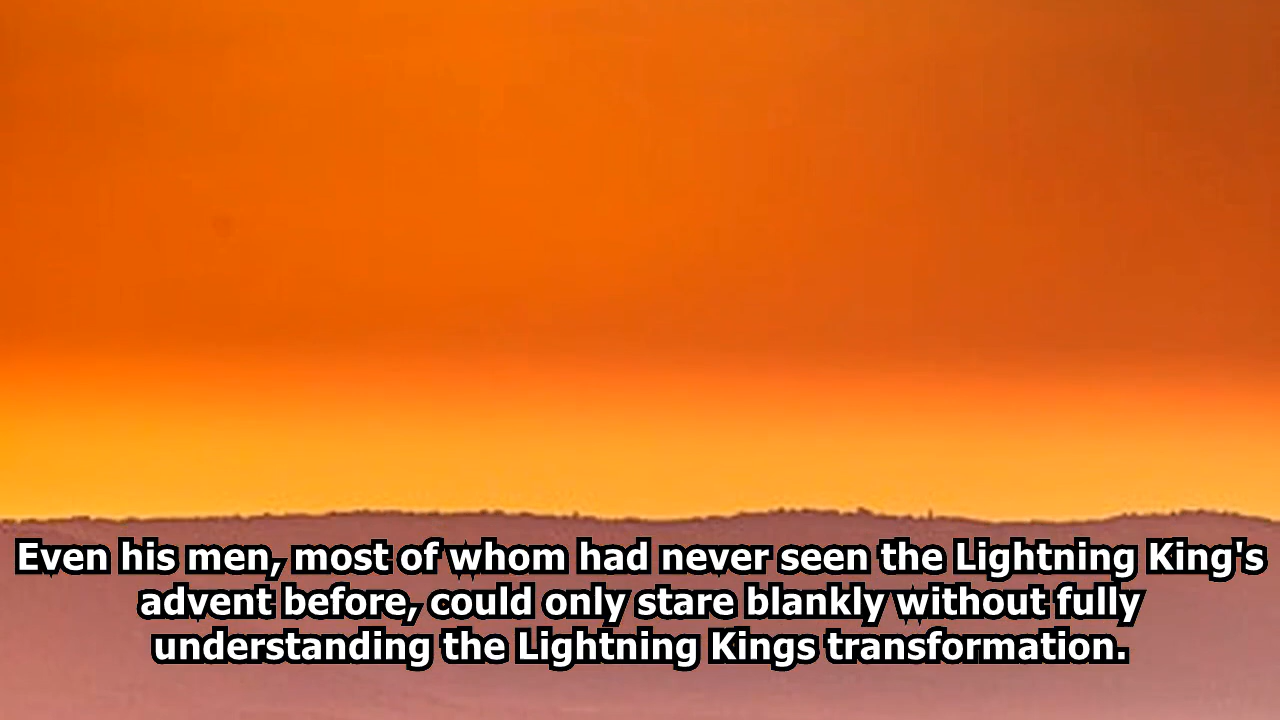 Even his men, most of whom had never seen the Lightning King's
advent before, could only stare blankly without fully
understanding the Lightning Kings transformation.